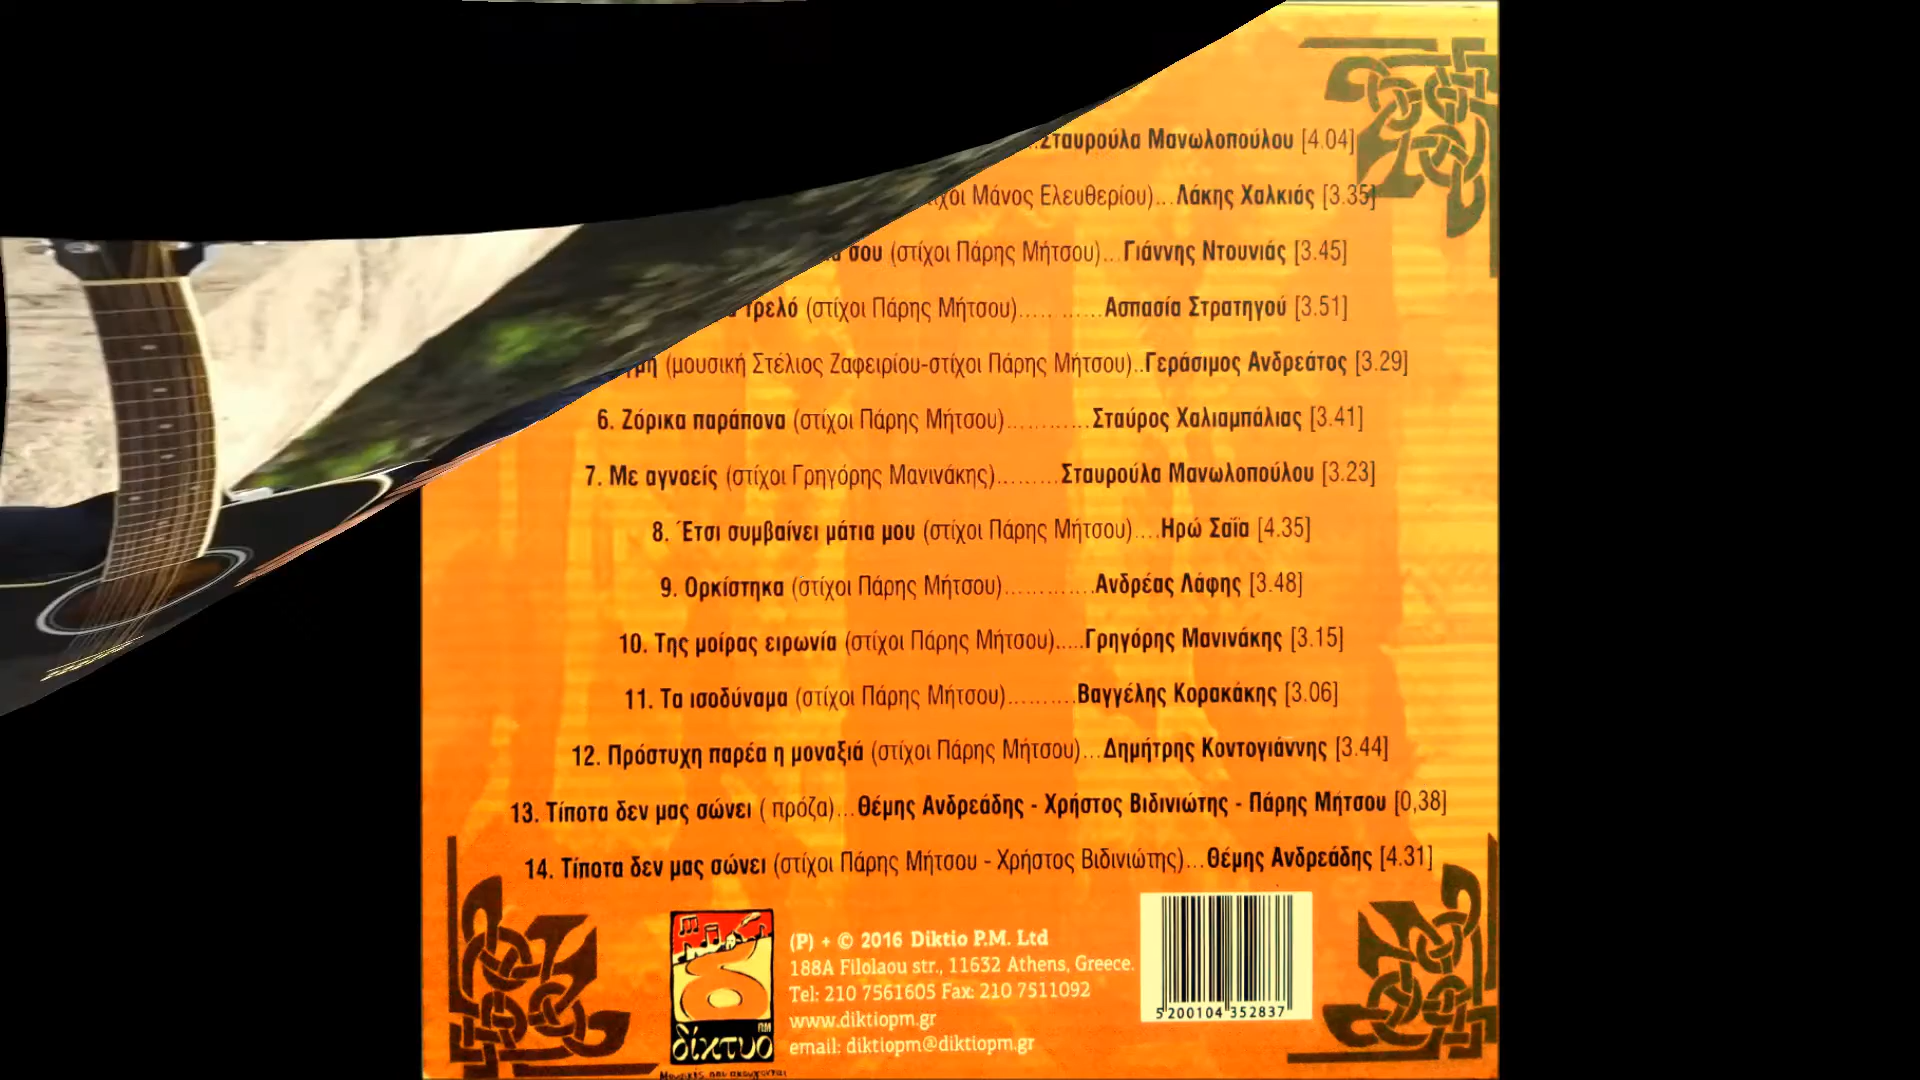 Σταυρούλα Μανωλοπούλου [4.04]
Μάνος Ελευθερίου)...Λάκης Χαλκιάς [3.35]
σου (στίχοι Πάρης Μήτσου)...Γιάννης Ντουνιάς [3.45]
τρελό (στίχοι Πάρης Μήτσου)...........Ασπασία Στρατηγού [3.51]
(μουσική Στέλιος Ζαφειρίου-στίχοι Πάρης Μήτσου)..Γεράσιμος Ανδρεάτος [3.29]
6. Ζόρικα παράπονα (στίχοι Πάρης Μήτσου)............Σταύρος Χαλιαμπάλιας [3.41]
7. Με αγνοείς (στίχοι Γρηγόρης Μανινάκης).........Σταυρούλα Μανωλοπούλου [3.23]
8. Έτσι συμβαίνει μάτια μου (στίχοι Πάρης Μήτσου)....Ηρώ Σαΐα [4.35]
9. Ορκίστηκα (στίχοι Πάρης Μήτσου).............Ανδρέας Λάφης [3.48]
10. Της μοίρας ειρωνία (στίχοι Πάρης Μήτσου).....Γρηγόρης Μανινάκης [3.15]
11. Τα ισοδύναμα (στίχοι Πάρης Μήτσου).........Βαγγέλης Κορακάκης [3.06]
12. Πρόστυχη παρέα η μοναξιά (στίχοι Πάρης Μήτσου)...Δημήτρης Κοντογιάννης [3.44]
13. Τίποτα δεν μας σώνει ( πρόζα)...Θέμης Ανδρεάδης - Χρήστος Βιδινιώτης - Πάρης Μήτσου [0,38]
14. Τίποτα δεν μας σώνει (στίχοι Πάρης Μήτσου - Χρήστος Βιδινιώτης)...Θέμης Ανδρεάδης [4.31]
δίκτυο PM
Μουσικές που ακούγονται
(P) + © 2016 Diktio P.M. Ltd
188A Filolaou str., 11632 Athens, Greece.
Tel: 210 7561605 Fax: 210 7511092
www.diktiopm.gr
email: diktiopm@diktiopm.gr
5200104 352837